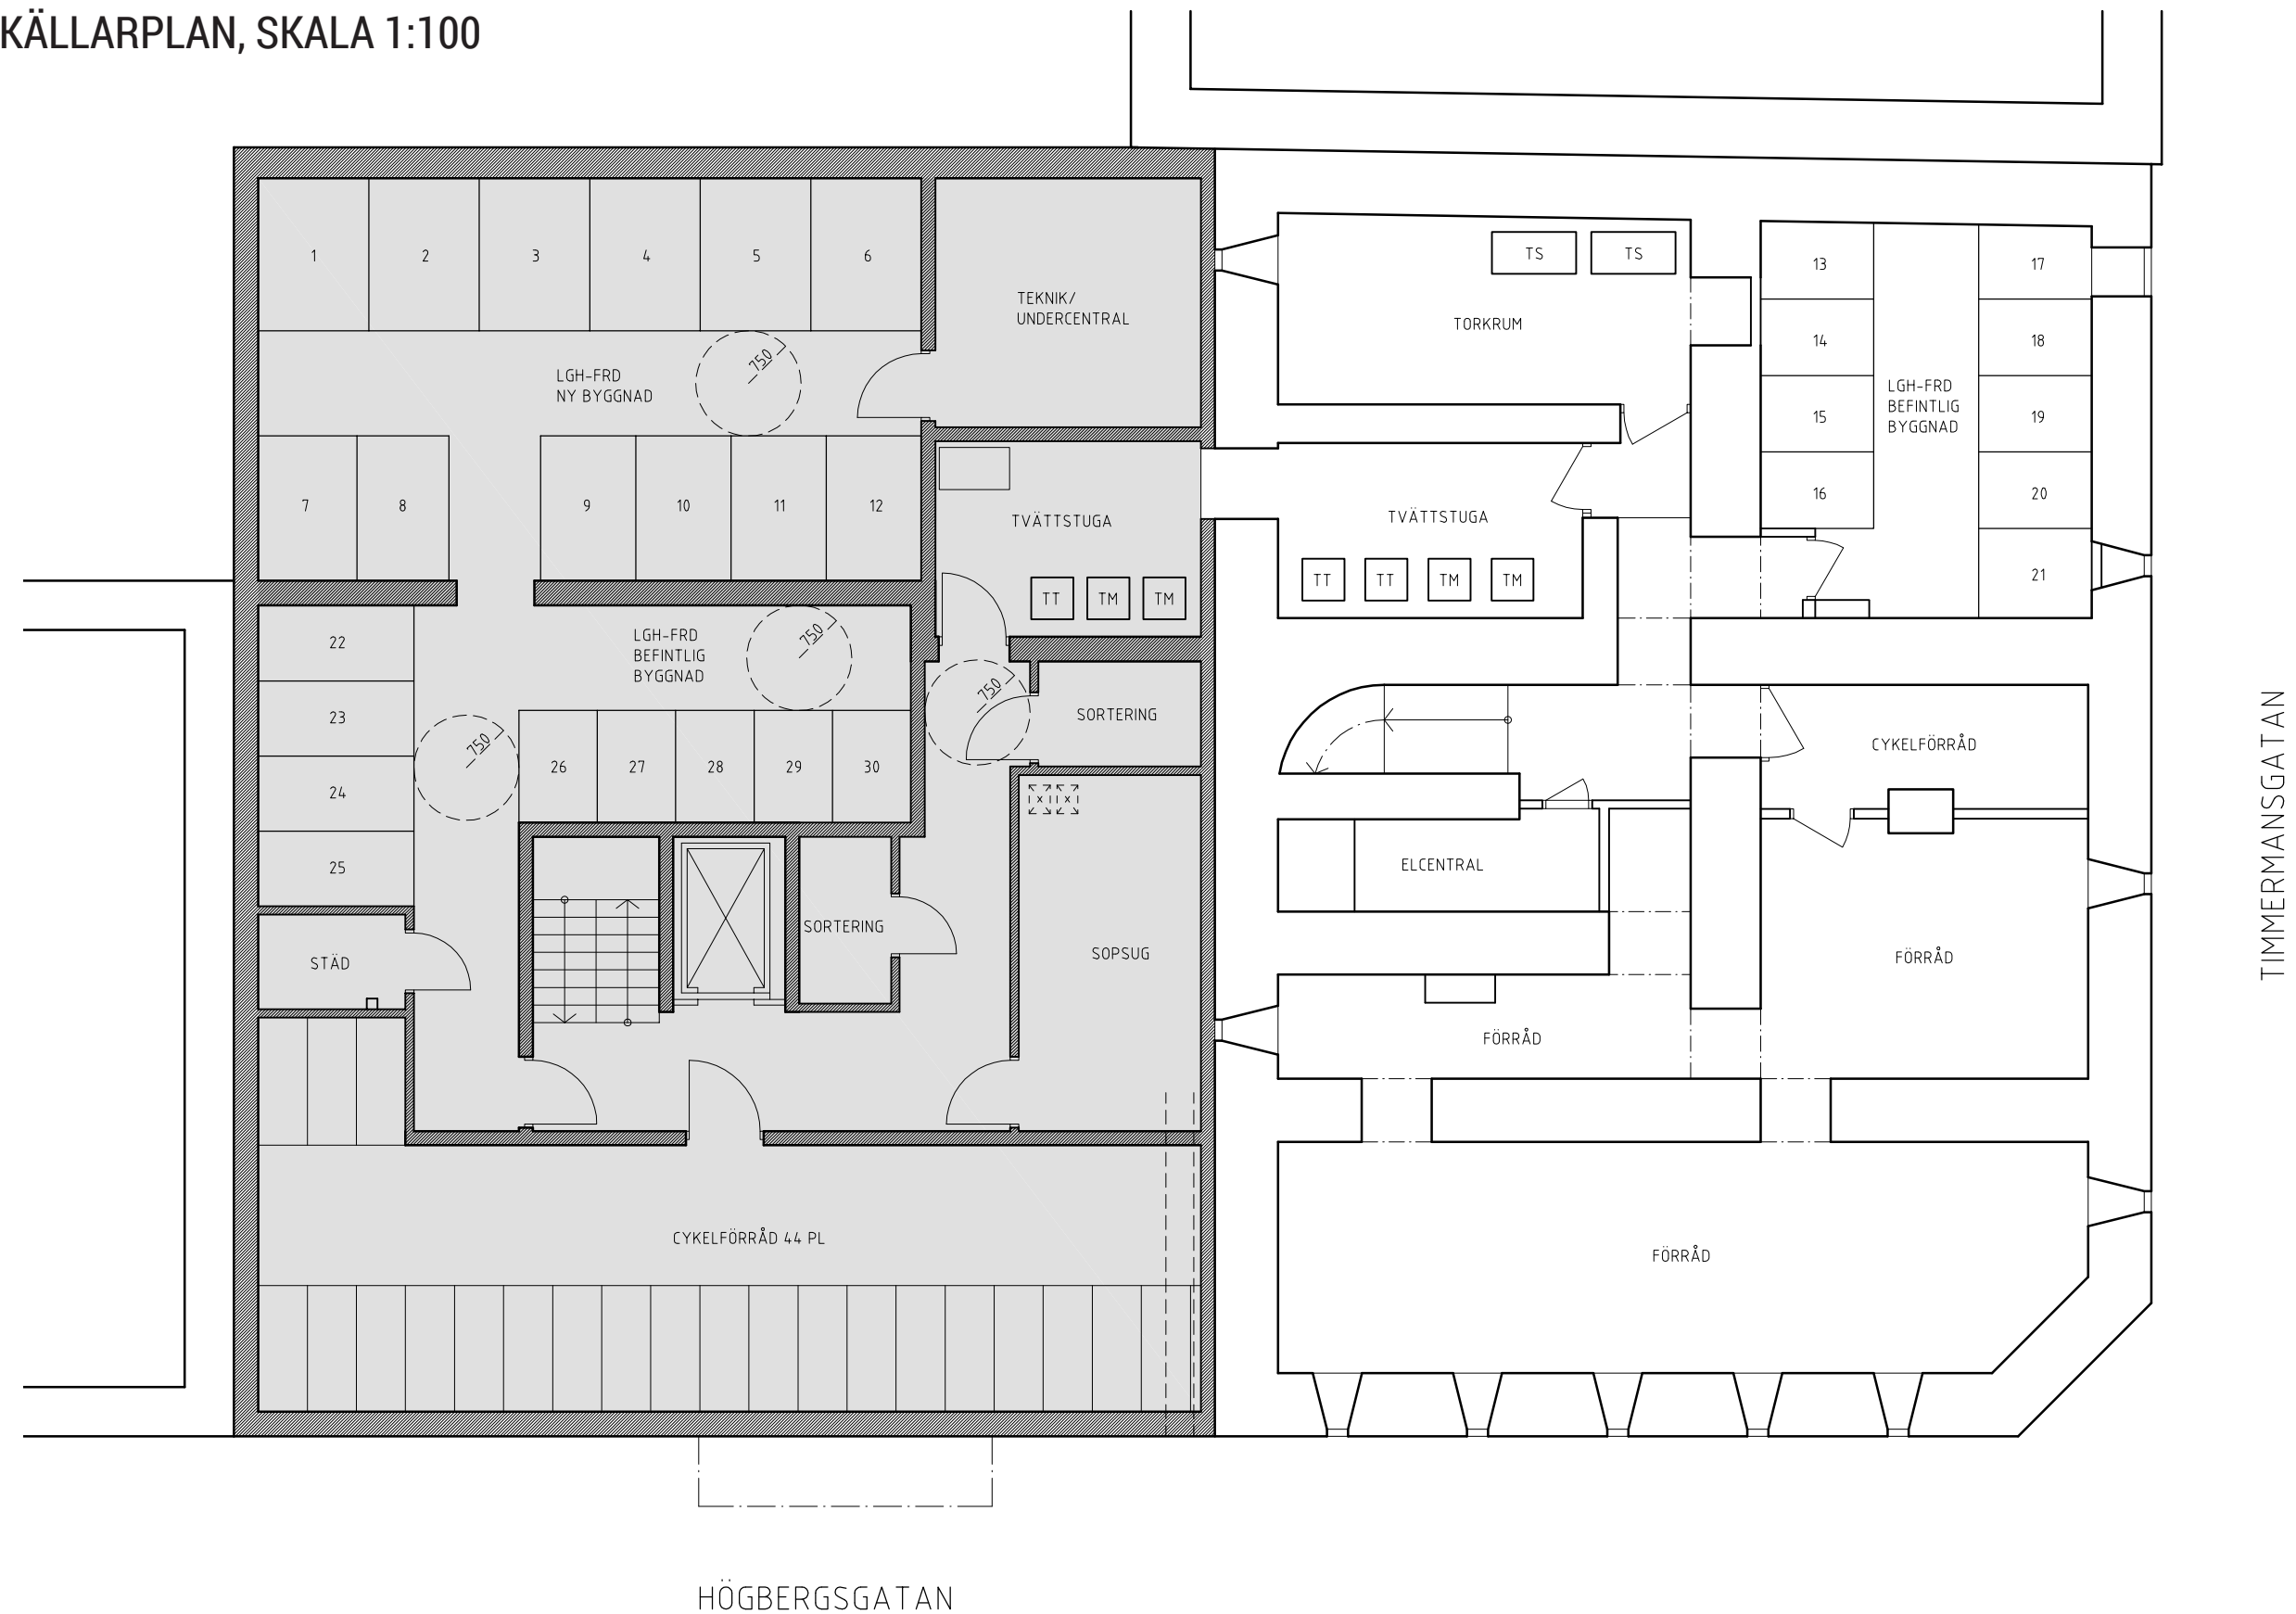 KÄLLARPLAN, SKALA 1:100
1
2
3
4
5
6
TEKNIK/
UNDERCENTRAL
LGH-FRD
NY BYGGNAD
750
7
8
9
10
11
12
TVÄTTSTUGA
TT
TM
TM
22
23
24
25
LGH-FRD
BEFINTLIG
BYGGNAD
750
750
750
26
27
28
29
30
SORTERING
SORTERING
SOPSUG
STÄD
CYKELFÖRRÅD 44 PL
TS
TS
TORKRUM
TVÄTTSTUGA
TT
TT
TM
TM
13
14
15
16
LGH-FRD
BEFINTLIG
BYGGNAD
17
18
19
20
21
CYKELFÖRRÅD
ELCENTRAL
FÖRRÅD
FÖRRÅD
FÖRRÅD
TIMMERMANSGATAN
HÖGBERGSGATAN